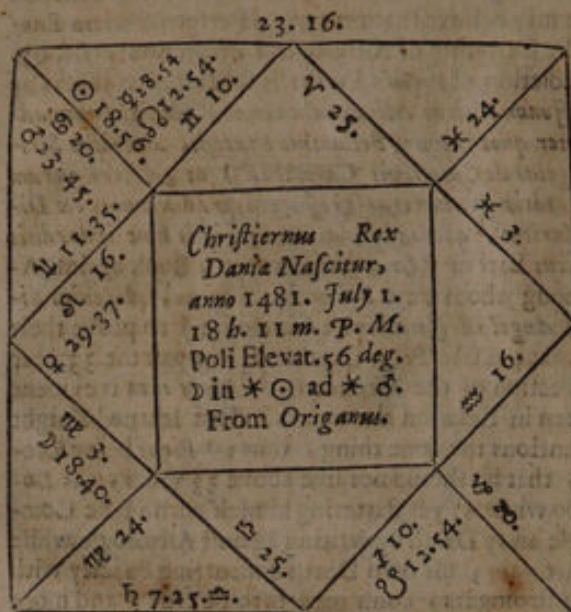 23. 16.
☿ 28. 54
☊ 12. 54.
♊ 10.
☉ 18. 56.
♋ 20.
♂ 23. 45.
♈ 25.
♓ 24.
♓ 3.
♃ 11. 35.
♌ 16.
♀ 29. 37.
Chriſtiernus Rex
Daniæ Naſcitur,
anno 1481. July 1.
18 h. 11 m. P. M.
Poli Elevat. 56 deg.
☽ in ⚹ ☉ ad ⚹ ♂.
From Origanus.
♒ 16.
♍ 3.
☽ 18. 40.
♍ 24.
♎ 25.
♄ 7. 25. ♎
♐ 10.
☋ 12. 54.
♑ 20.